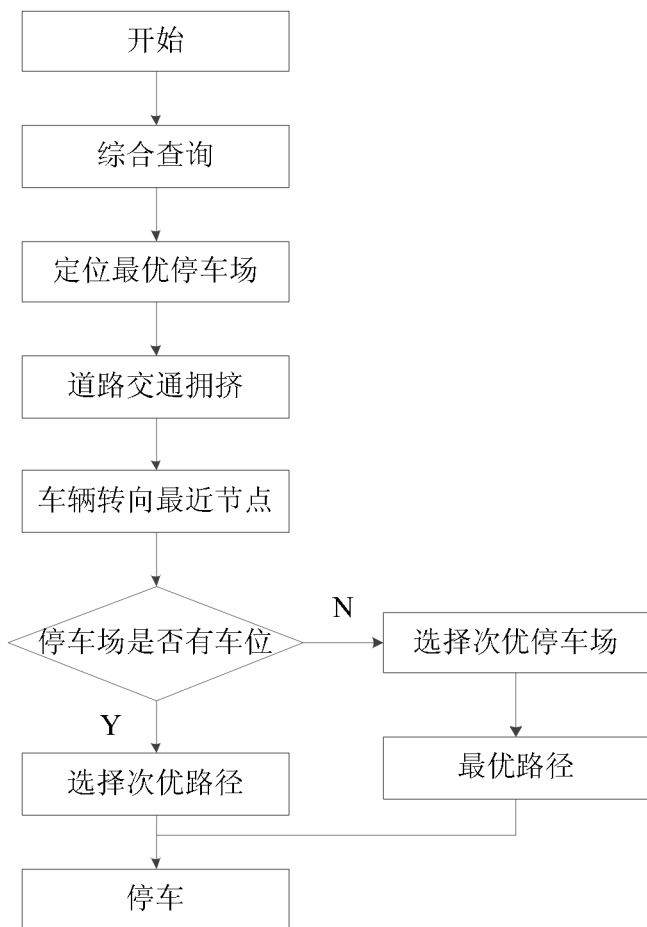 开始
综合查询
定位最优停车场
道路交通拥挤
车辆转向最近节点
停车场是否有车位
N
选择次优停车场
Y
选择次优路径
最优路径
停车